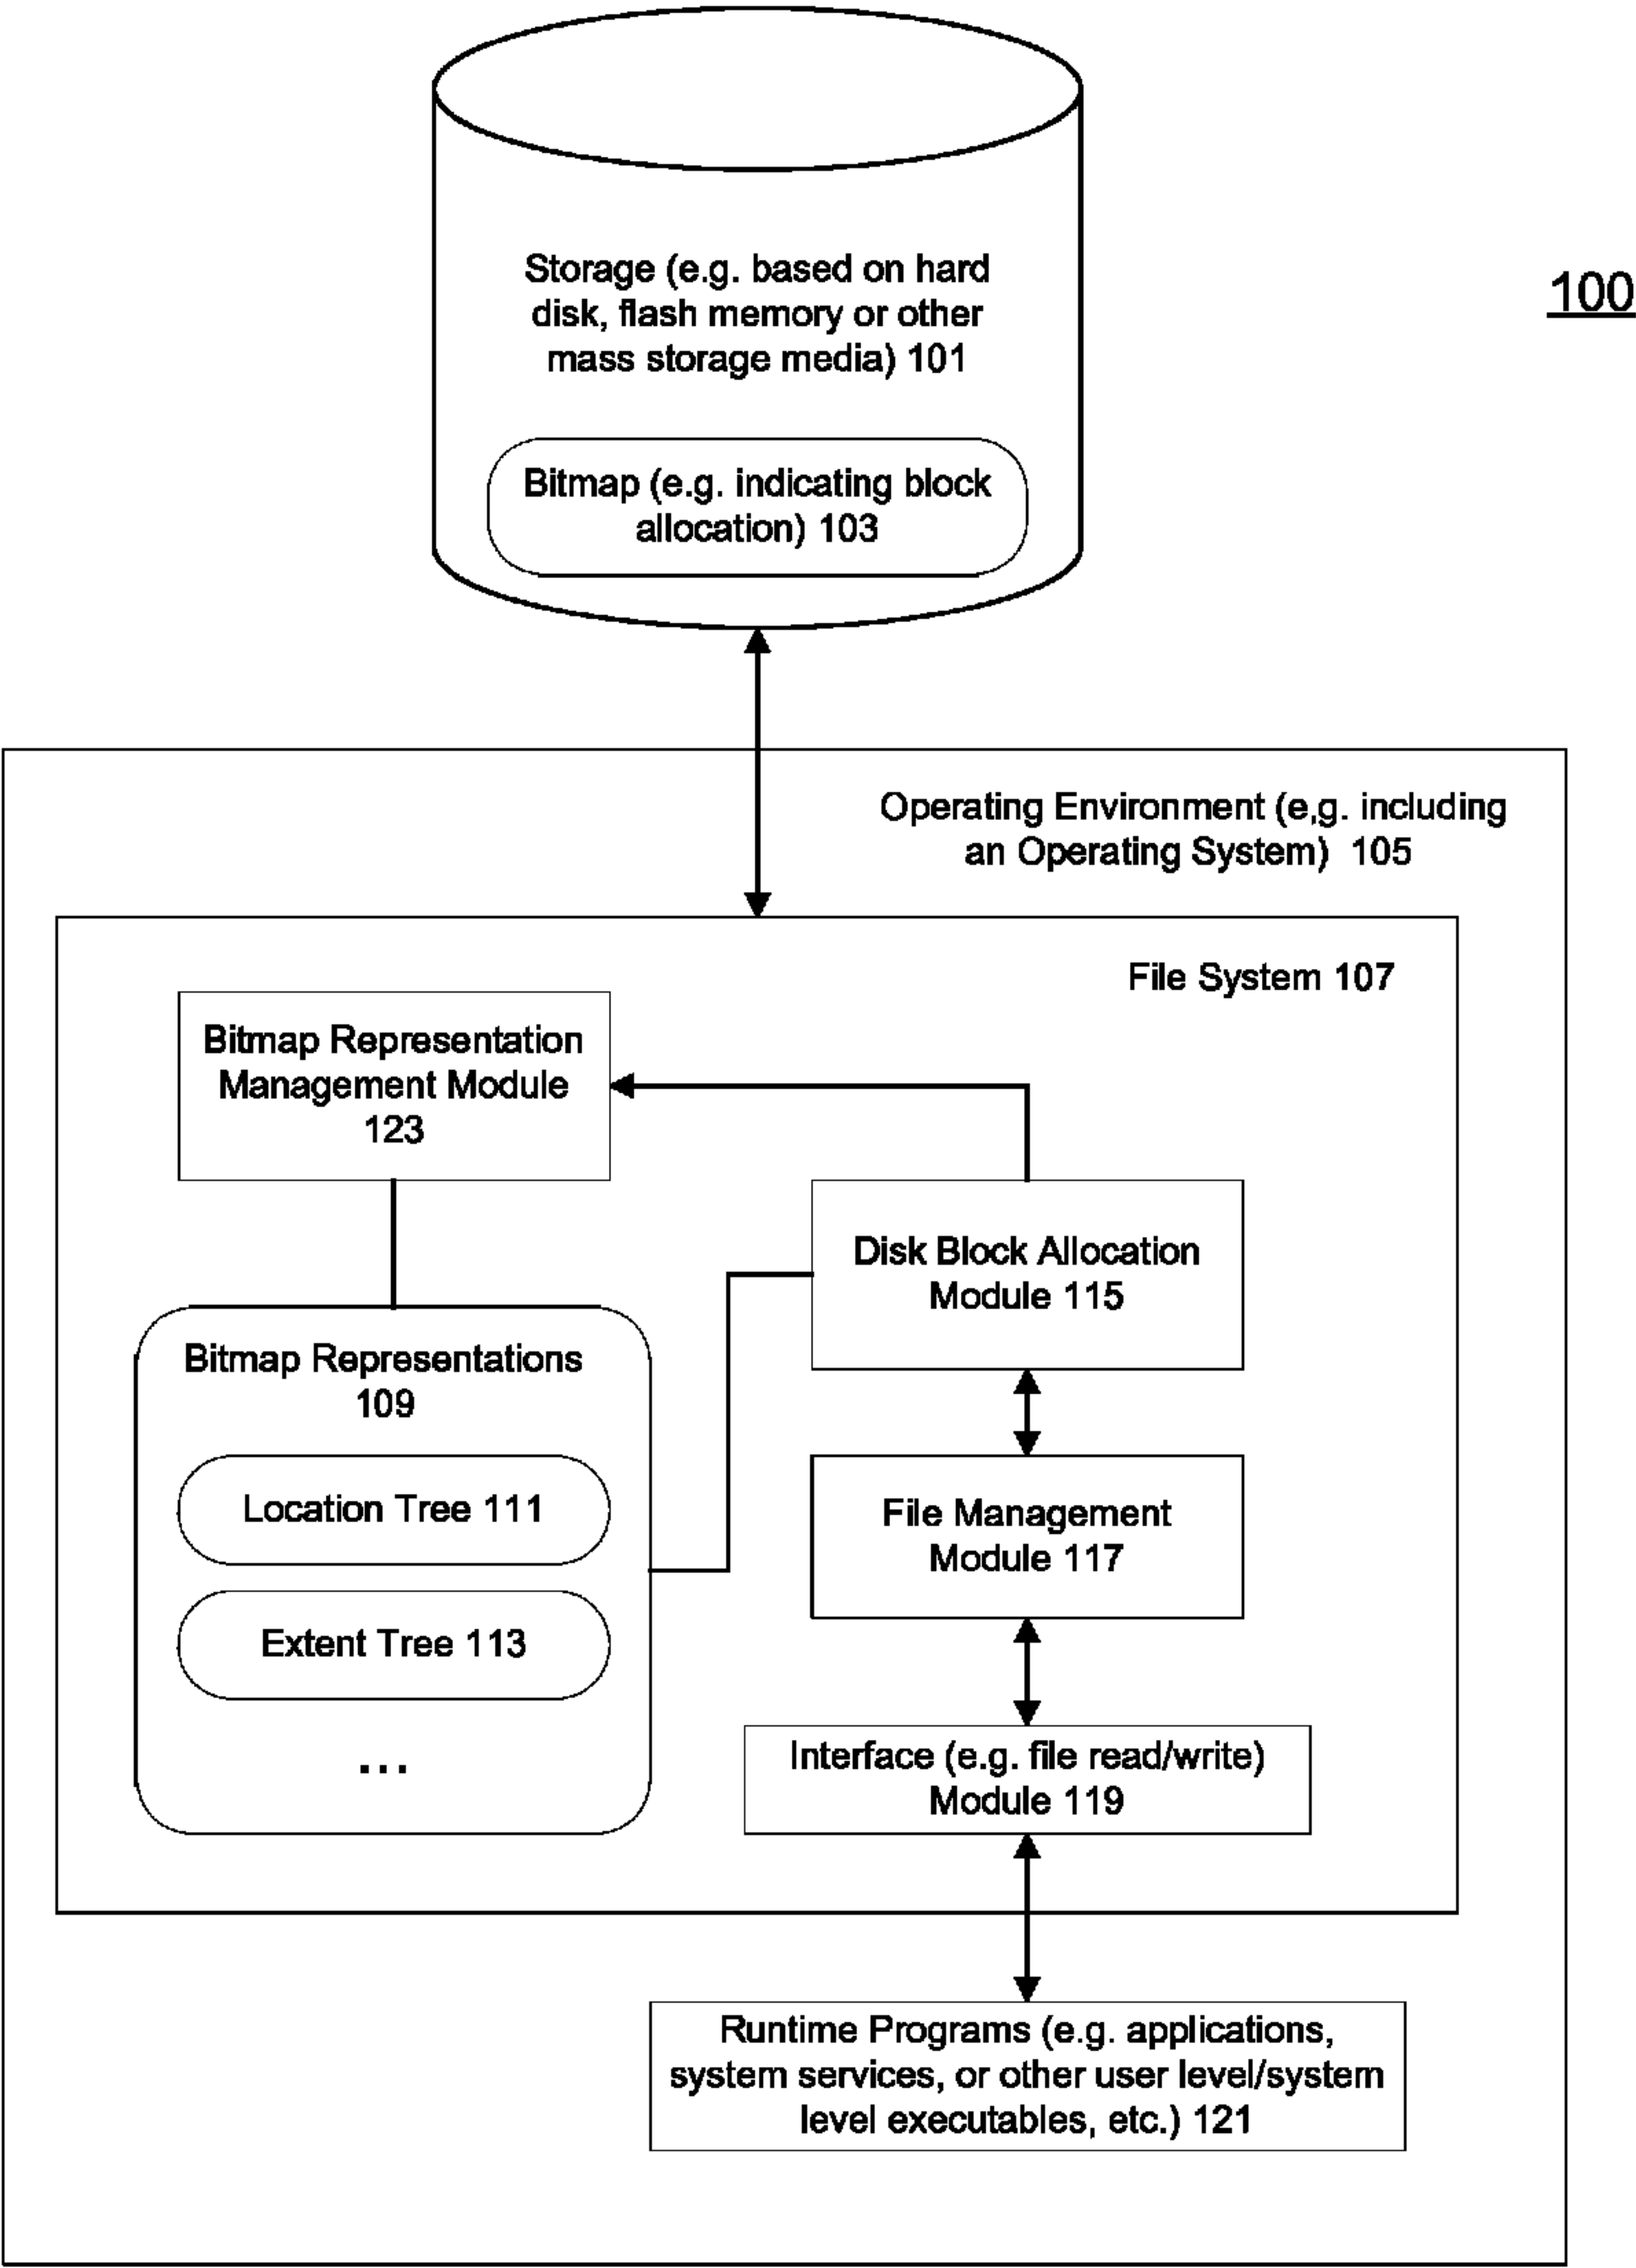 Storage (e.g. based on hard
disk, flash memory or other
mass storage media) 101
100
Bitmap (e.g. indicating block
allocation) 103
Operating Environment (e,g. including
an Operating System) 105
File System 107
Bitmap Representation
Management Module
123
Disk Block Allocation
Module 115
Bitmap Representations
109
Location Tree 111
Extent Tree 113
...
File Management
Module 117
Interface (e.g. file read/write)
Module 119
Runtime Programs (e.g. applications,
system services, or other user level/system
level executables, etc.) 121